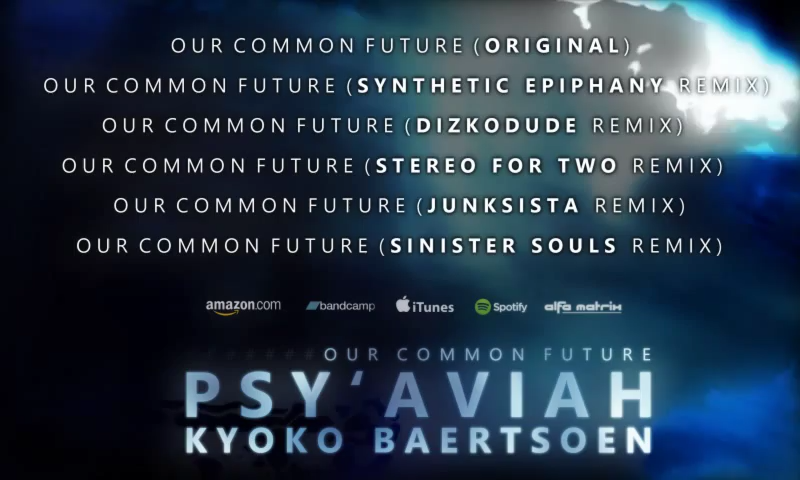 OUR COMMON FUTURE (ORIGINAL)
OUR COMMON FUTURE (SYNTHETIC EPIPHANY REMIX)
OUR COMMON FUTURE (DIZKODUDE REMIX)
OUR COMMON FUTURE (STEREO FOR TWO REMIX)
OUR COMMON FUTURE (JUNKSISTA REMIX)
OUR COMMON FUTURE (SINISTER SOULS REMIX)
amazon.com bandcamp iTunes Spotify alfa matrix
###### OUR COMMON FUTURE
PSY‘AVIAH
KYOKO BAERTSOEN